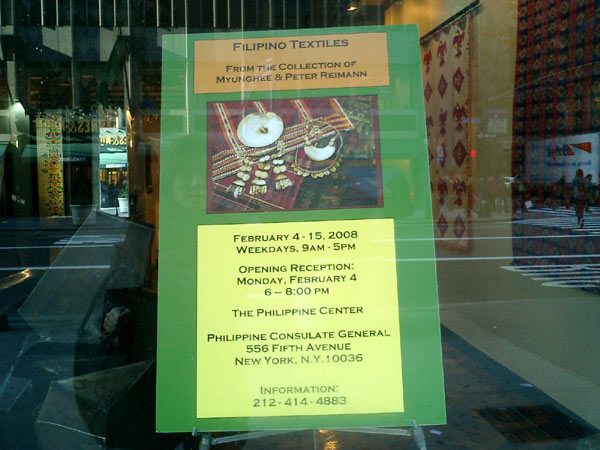 FILIPINO TEXTILES
FROM THE COLLECTION OF
MYUNGHEE & PETER REIMANN
FEBRUARY 4 - 15, 2008
WEEKDAYS, 9AM - 5PM
OPENING RECEPTION:
MONDAY, FEBRUARY 4
6 – 8:00 PM
THE PHILIPPINE CENTER
PHILIPPINE CONSULATE GENERAL
556 FIFTH AVENUE
NEW YORK, N.Y. 10036
INFORMATION:
212 - 414 - 4883